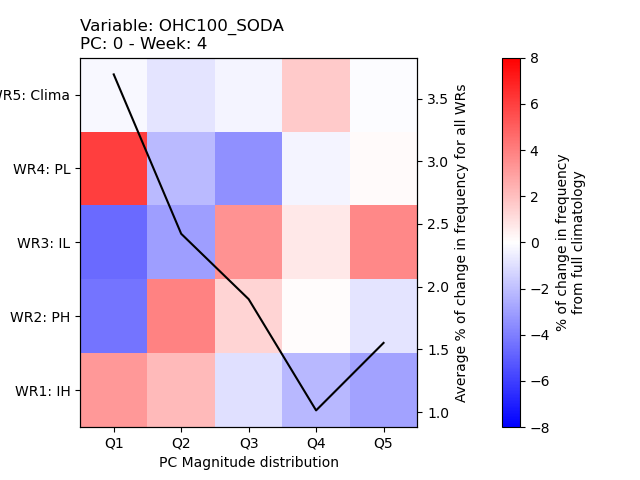 Variable: OHC100_SODA
PC: 0 - Week: 4
WR5: Clima
WR4: PL
WR3: IL
WR2: PH
WR1: IH
Q1 Q2 Q3 Q4 Q5
PC Magnitude distribution
3.5
3.0
2.5
2.0
1.5
1.0
Average % of change in frequency for all WRs
8
6
4
2
0
−2
−4
−6
−8
% of change in frequency
from full climatology